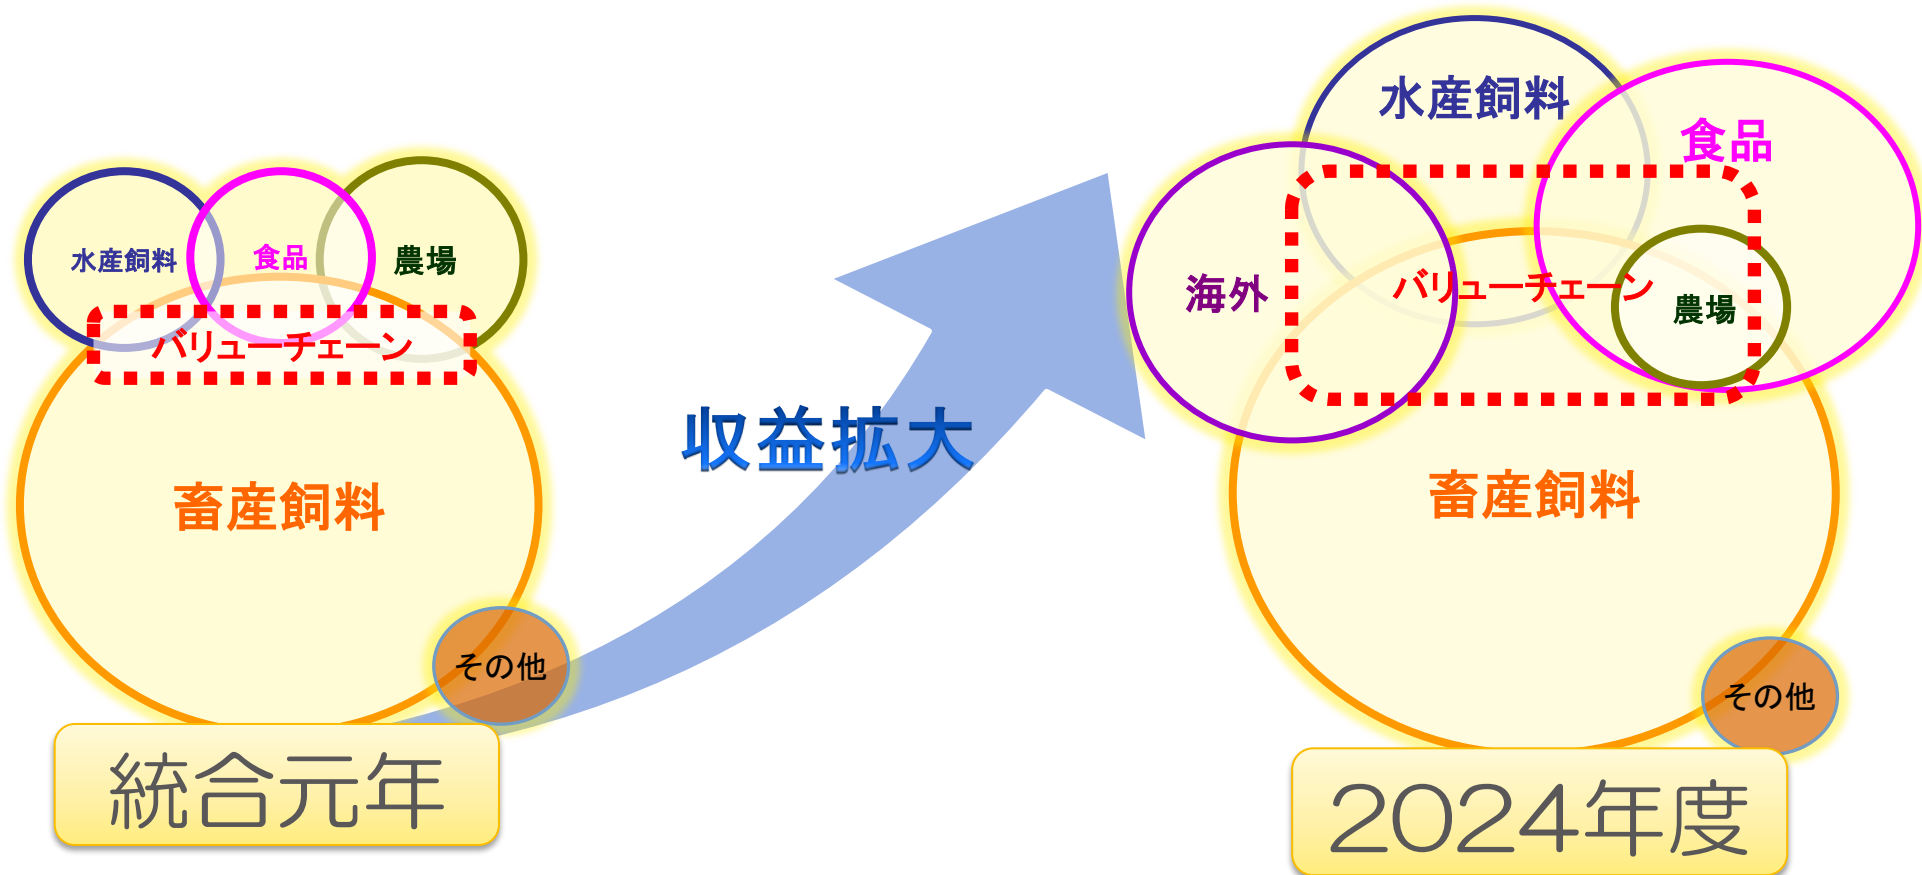 水産飼料
食品
農場
バリューチェーン
畜産飼料
その他
統合元年
収益拡大
水産飼料
食品
海外
バリューチェーン
農場
畜産飼料
その他
2024年度